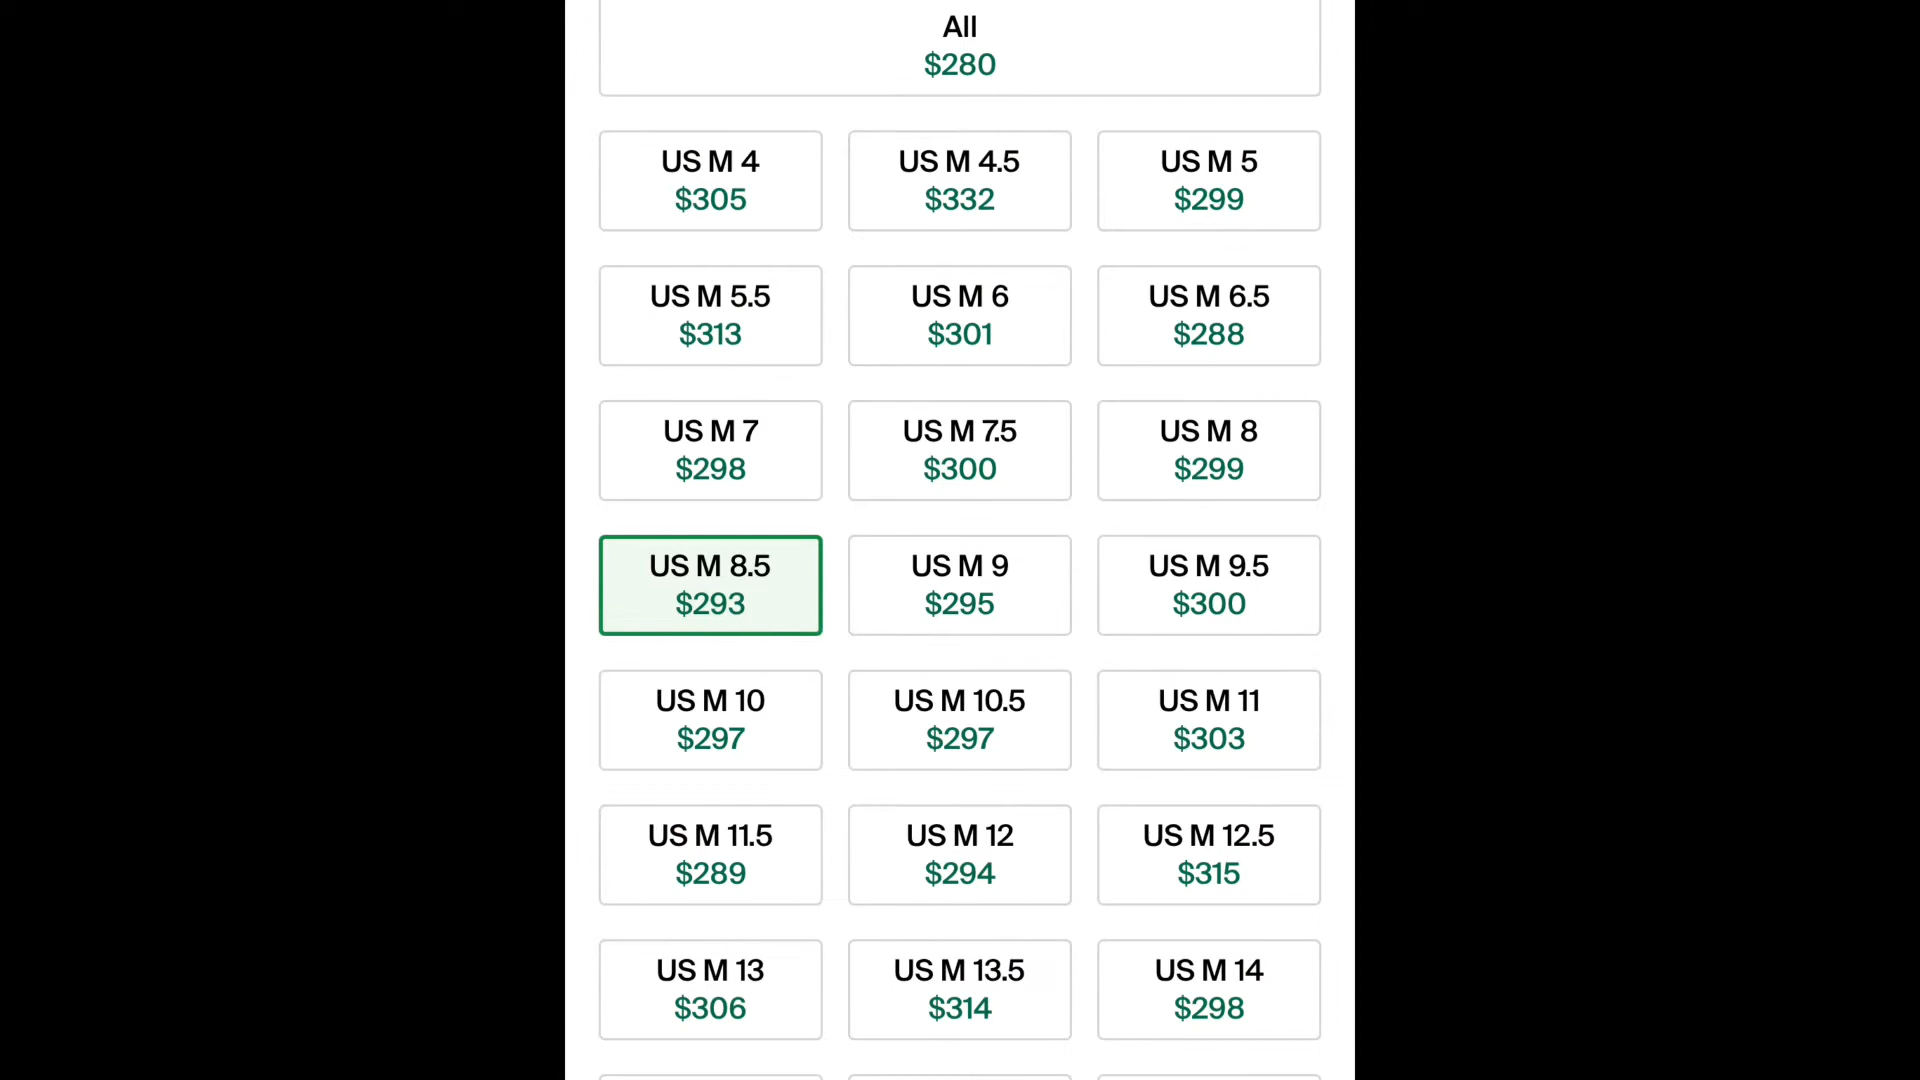 All
$280
US M 4
$305
US M 4.5
$332
US M 5
$299
US M 5.5
$313
US M 6
$301
US M 6.5
$288
US M 7
$298
US M 7.5
$300
US M 8
$299
US M 8.5
$293
US M 9
$295
US M 9.5
$300
US M 10
$297
US M 10.5
$297
US M 11
$303
US M 11.5
$289
US M 12
$294
US M 12.5
$315
US M 13
$306
US M 13.5
$314
US M 14
$298